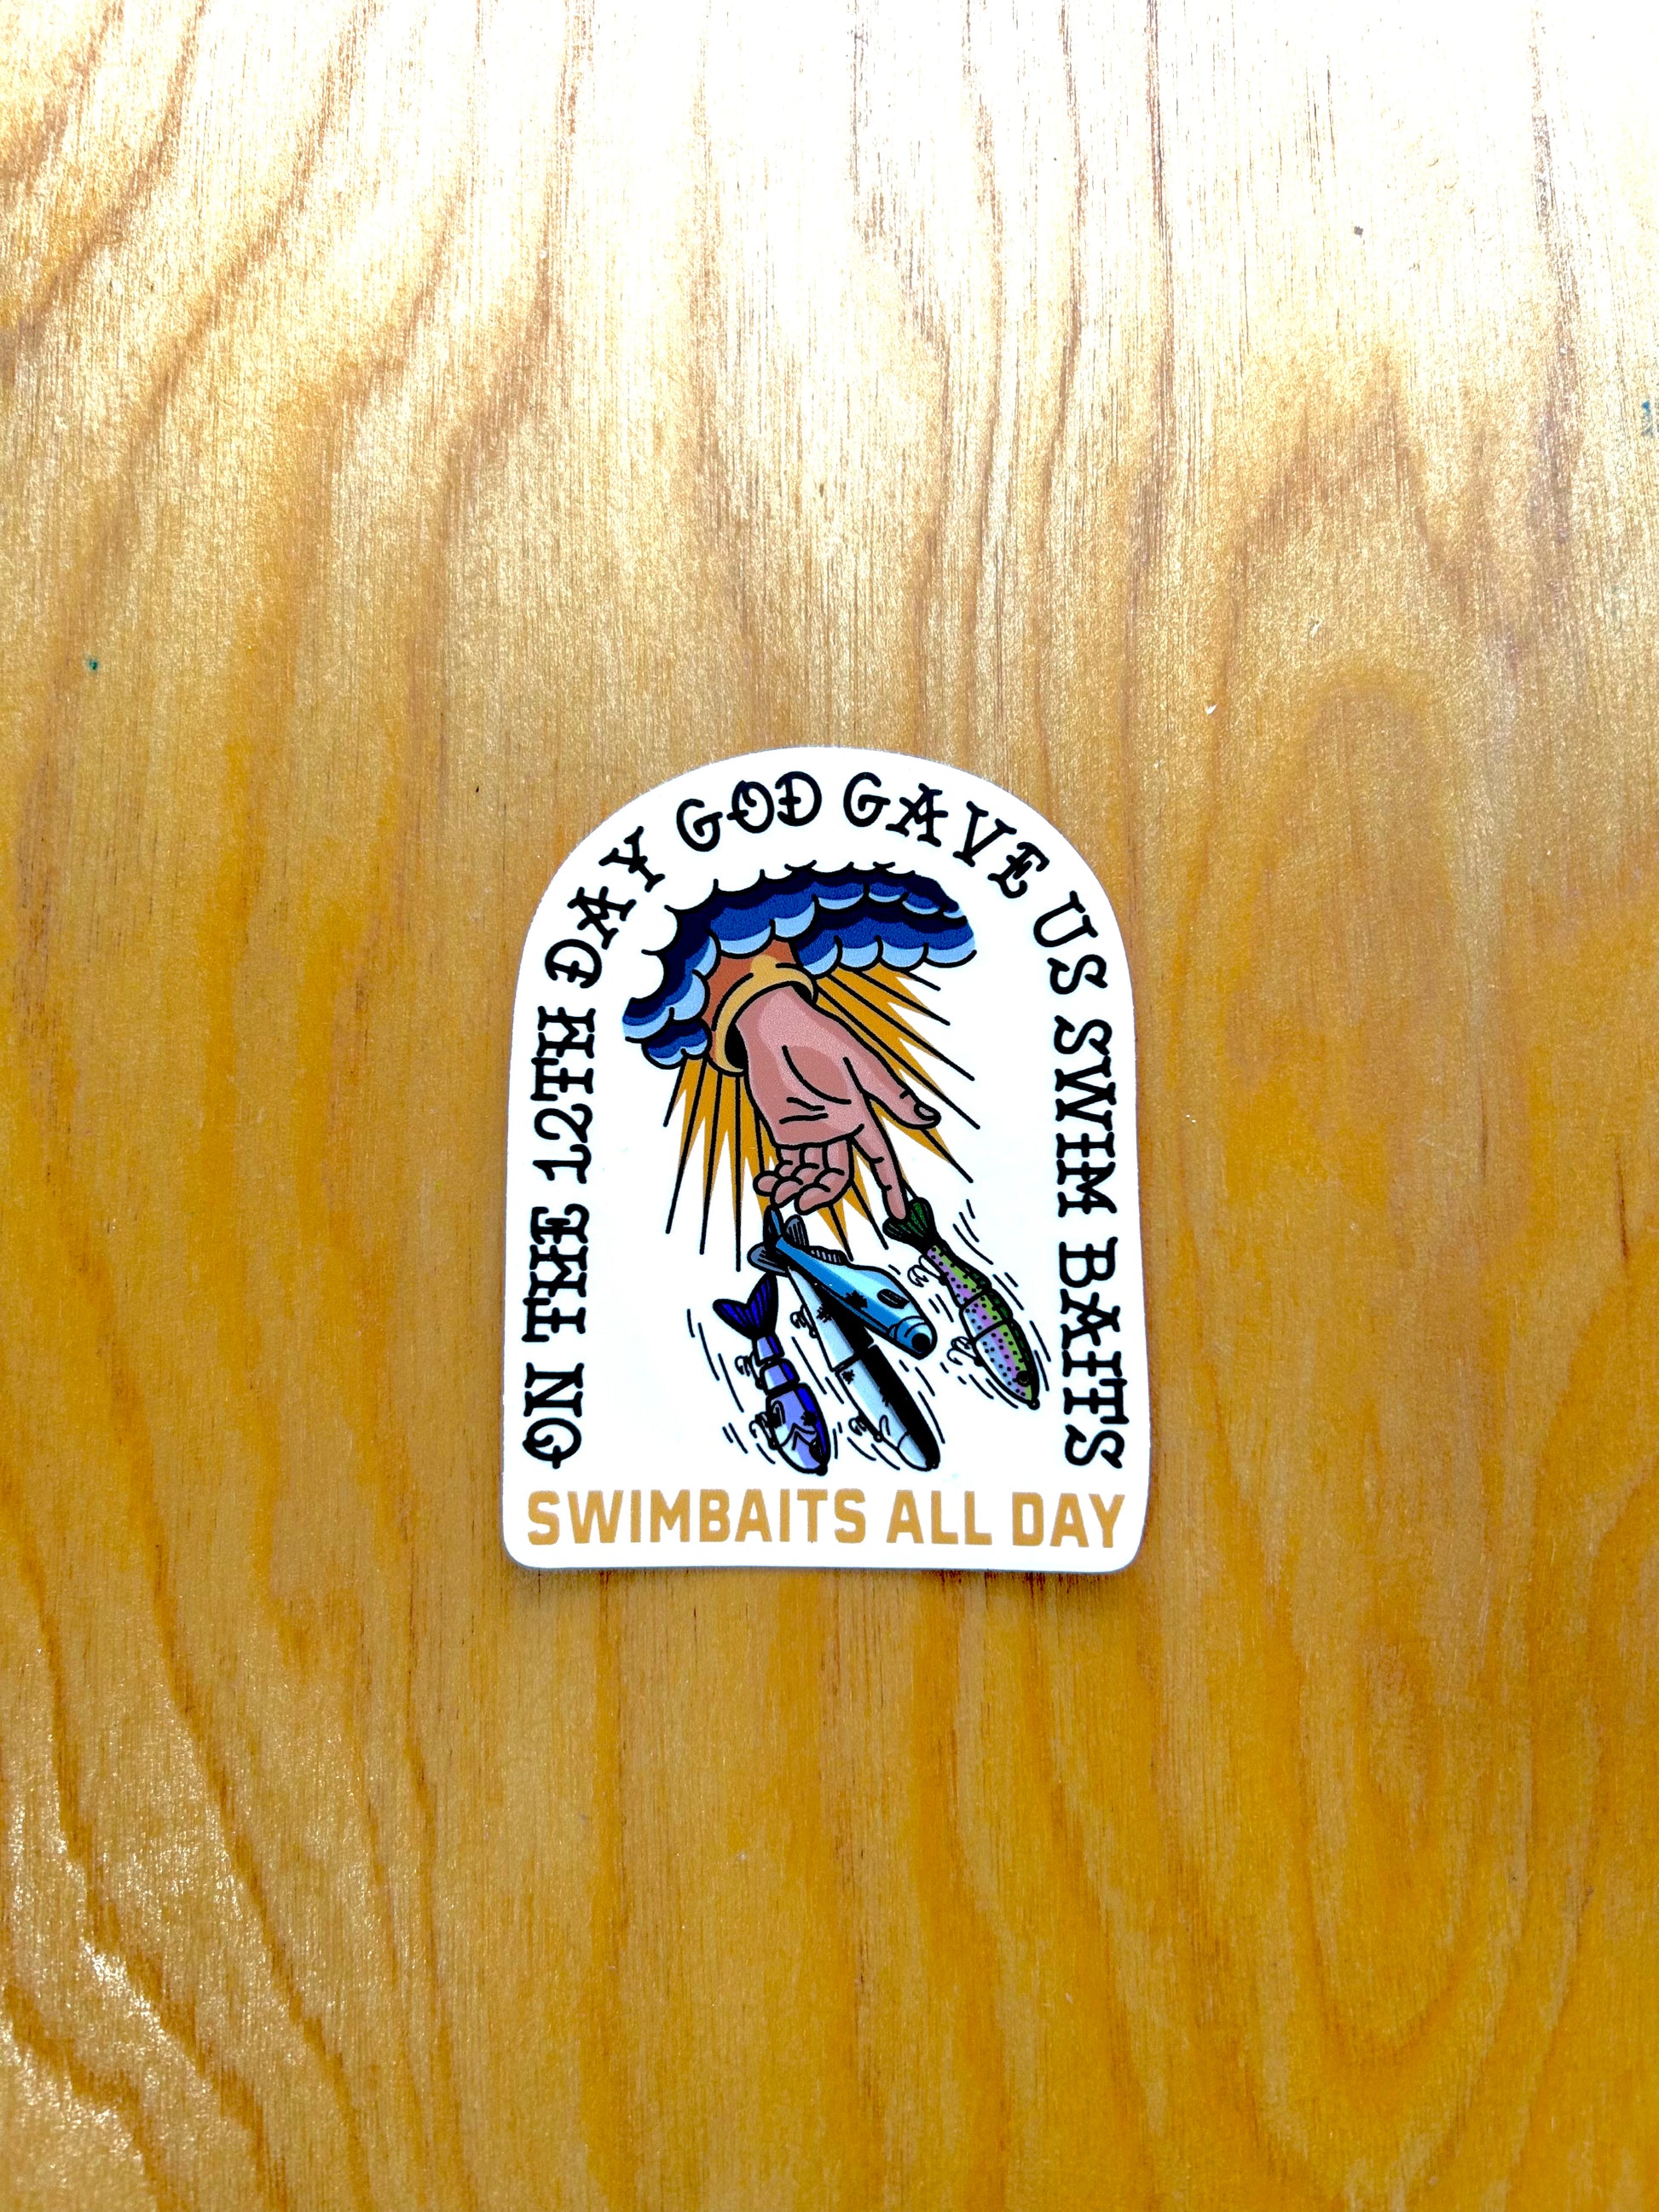 ON THE 12TH DAY GOD GAVE US SWIM BAITS
SWIMBAITS ALL DAY